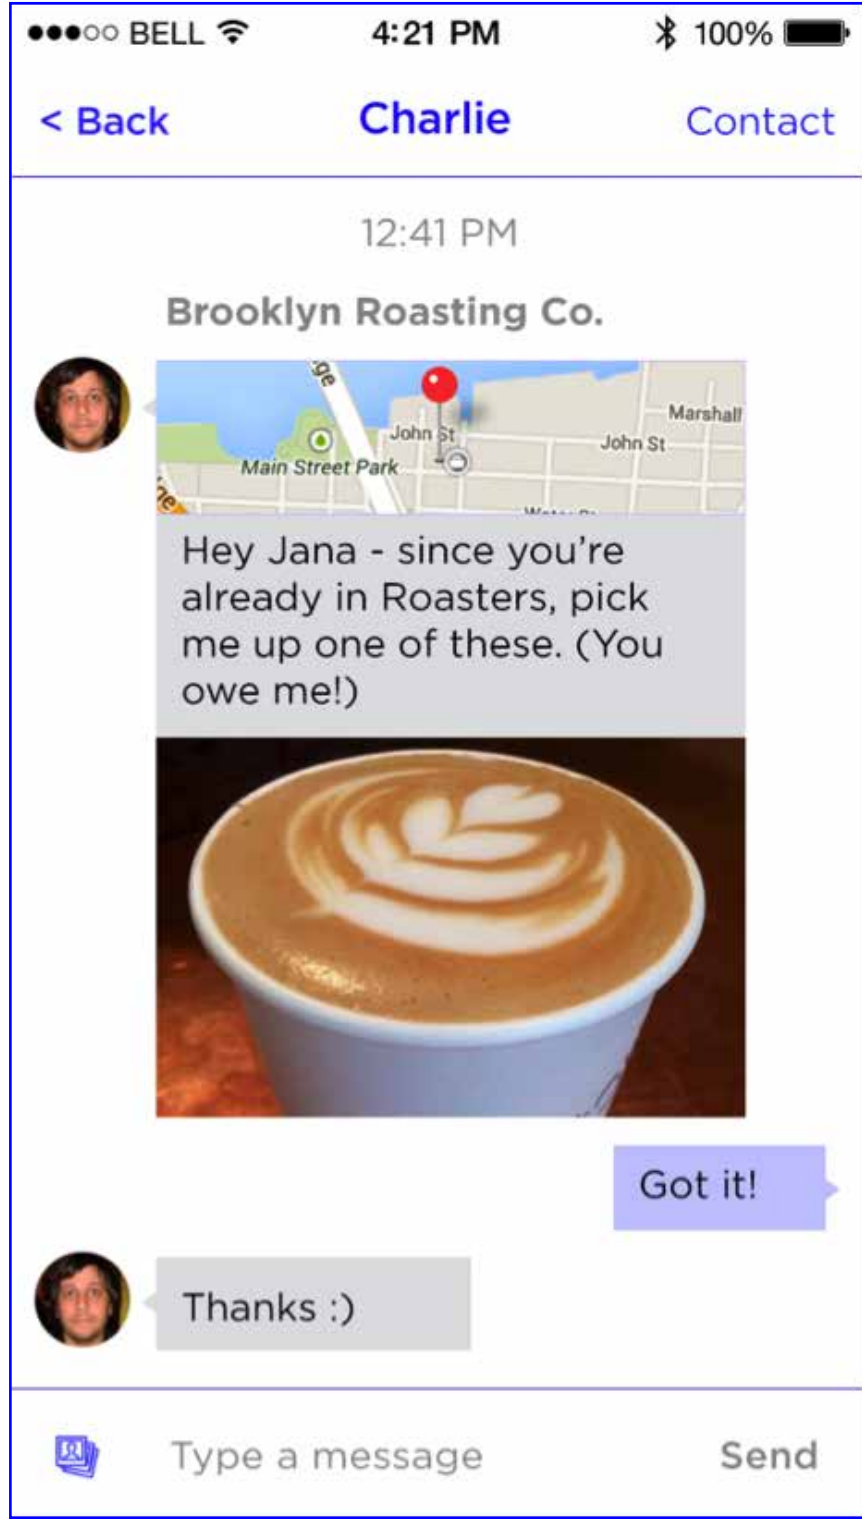 BELL 4:21 PM 100%
< Back Charlie Contact
12:41 PM
Brooklyn Roasting Co.
Marshall
John St John St
Main Street Park
Hey Jana - since you’re
already in Roasters, pick
me up one of these. (You
owe me!)
Got it!
Thanks :)
Type a message Send